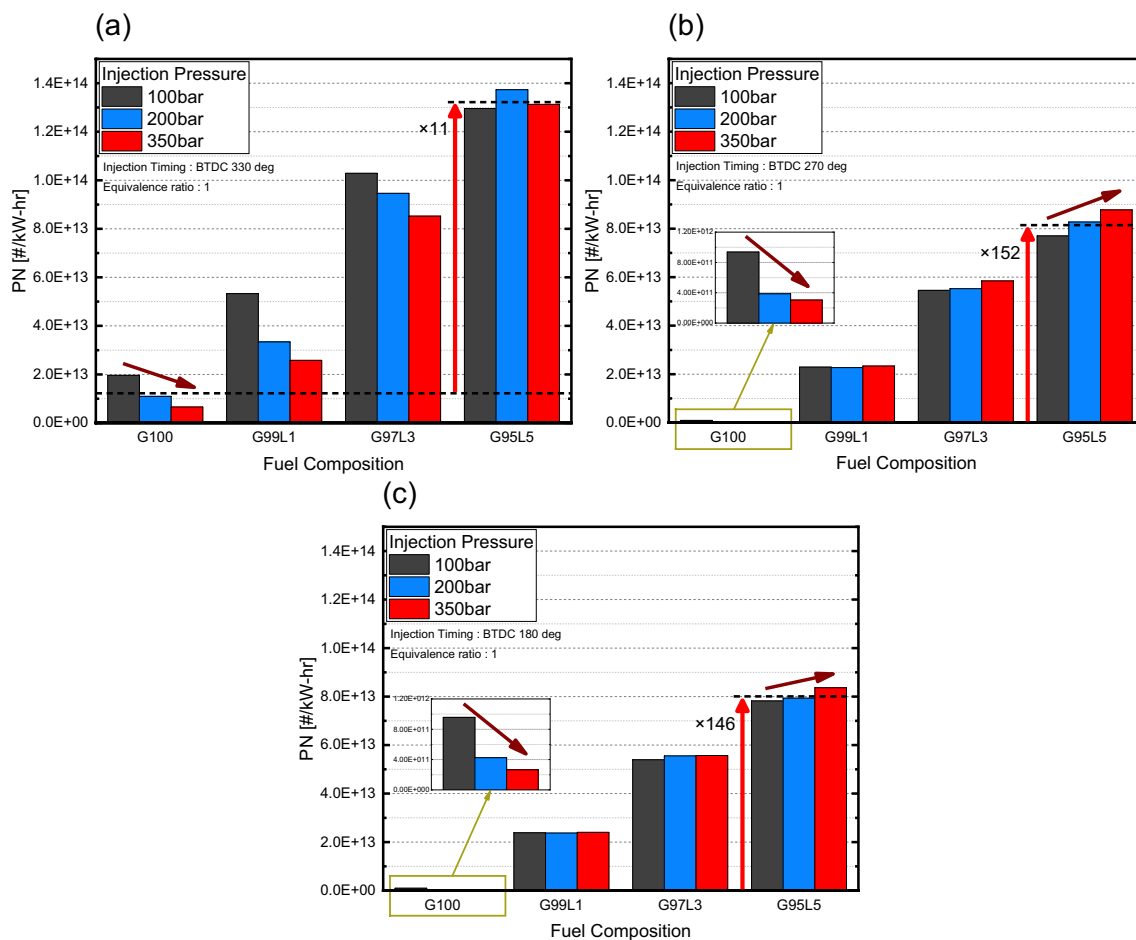 (a)
PN [#/kW-hr]
1.4E+14
1.2E+14
1.0E+14
8.0E+13
6.0E+13
4.0E+13
2.0E+13
0.0E+00
Injection Pressure
100bar
200bar
350bar
Injection Timing : BTDC 330 deg
Equivalence ratio : 1
×11
G100
G99L1
G97L3
G95L5
Fuel Composition
(b)
PN [#/kW-hr]
1.4E+14
1.2E+14
1.0E+14
8.0E+13
6.0E+13
4.0E+13
2.0E+13
0.0E+00
Injection Pressure
100bar
200bar
350bar
Injection Timing : BTDC 270 deg
Equivalence ratio : 1
1.20E+012
8.00E+011
4.00E+011
0.00E+000
×152
G100
G99L1
G97L3
G95L5
Fuel Composition
(c)
PN [#/kW-hr]
1.4E+14
1.2E+14
1.0E+14
8.0E+13
6.0E+13
4.0E+13
2.0E+13
0.0E+00
Injection Pressure
100bar
200bar
350bar
Injection Timing : BTDC 180 deg
Equivalence ratio : 1
1.20E+012
8.00E+011
4.00E+011
0.00E+000
×146
G100
G99L1
G97L3
G95L5
Fuel Composition